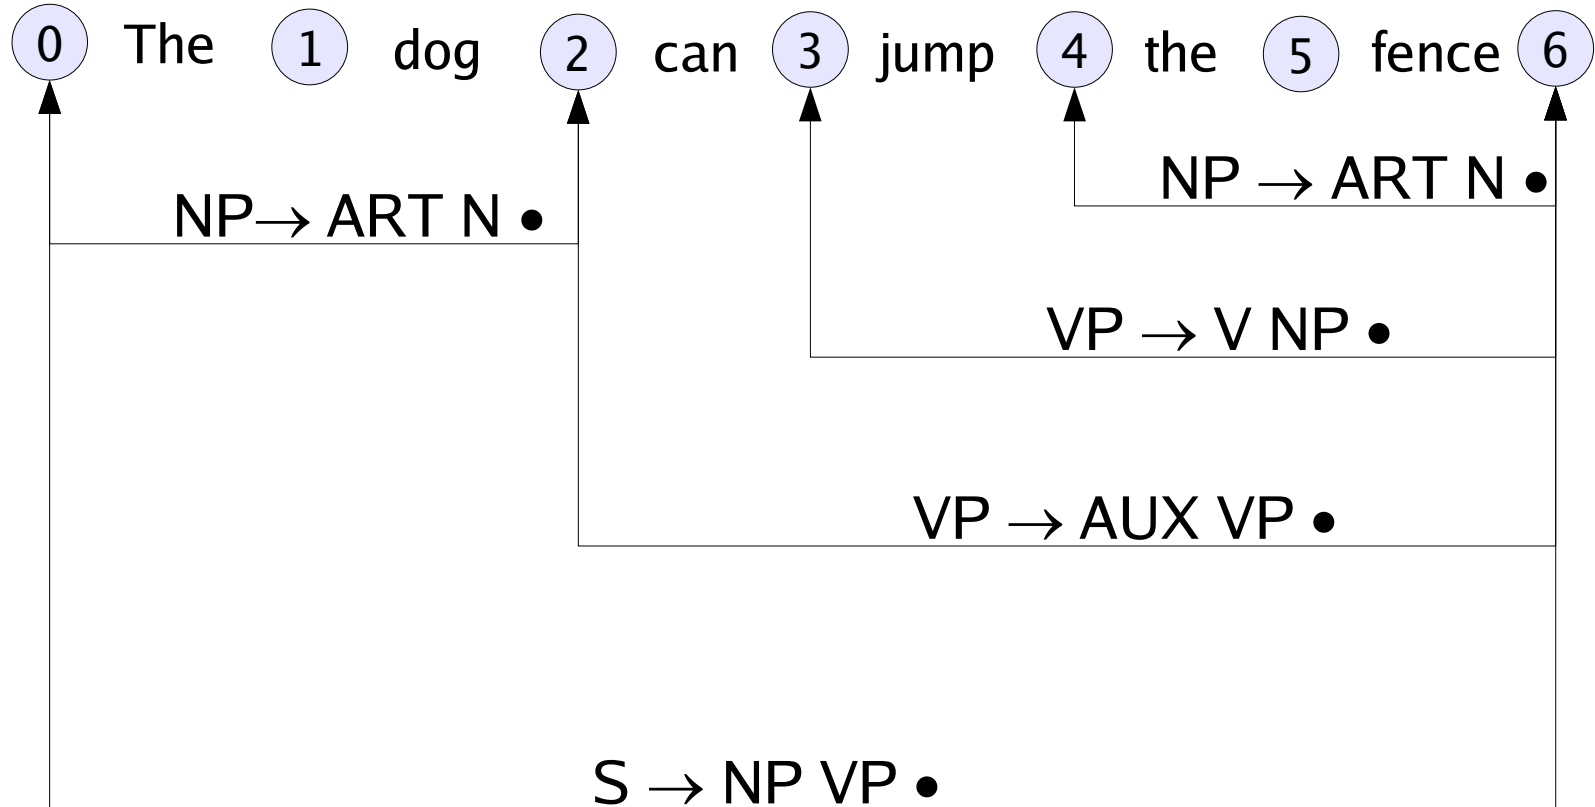 0 The 1 dog 2 can 3 jump 4 the 5 fence 6
NP → ART N •
NP→ ART N •
VP → V NP •
VP → AUX VP •
S → NP VP •